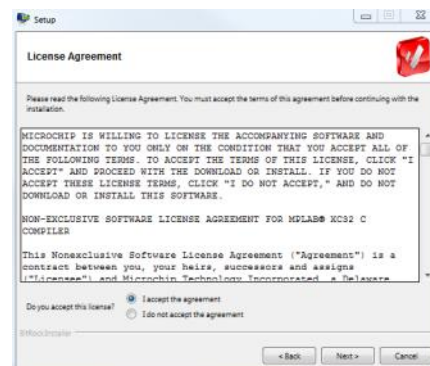 Setup
License Agreement
Please read the following License Agreement. You must accept the terms of this agreement before continuing with the
installation.
MICROCHIP IS WILLING TO LICENSE THE ACCOMPANYING SOFTWARE AND
DOCUMENTATION TO YOU ONLY ON THE CONDITION THAT YOU ACCEPT ALL OF
THE FOLLOWING TERMS. TO ACCEPT THE TERMS OF THIS LICENSE, CLICK "I
ACCEPT" AND PROCEED WITH THE DOWNLOAD OR INSTALL. IF YOU DO NOT
ACCEPT THESE LICENSE TERMS, CLICK "I DO NOT ACCEPT," AND DO NOT
DOWNLOAD OR INSTALL THIS SOFTWARE.
NON-EXCLUSIVE SOFTWARE LICENSE AGREEMENT FOR MPLAB® XC32 C
COMPILER
This Nonexclusive Software License Agreement ("Agreement") is a
contract between you, your heirs, successors and assigns
("Licensee") and Microchip Technology Incorporated, a Delaware
Do you accept this license?
I accept the agreement
I do not accept the agreement
BitRock Installer
< Back
Next >
Cancel